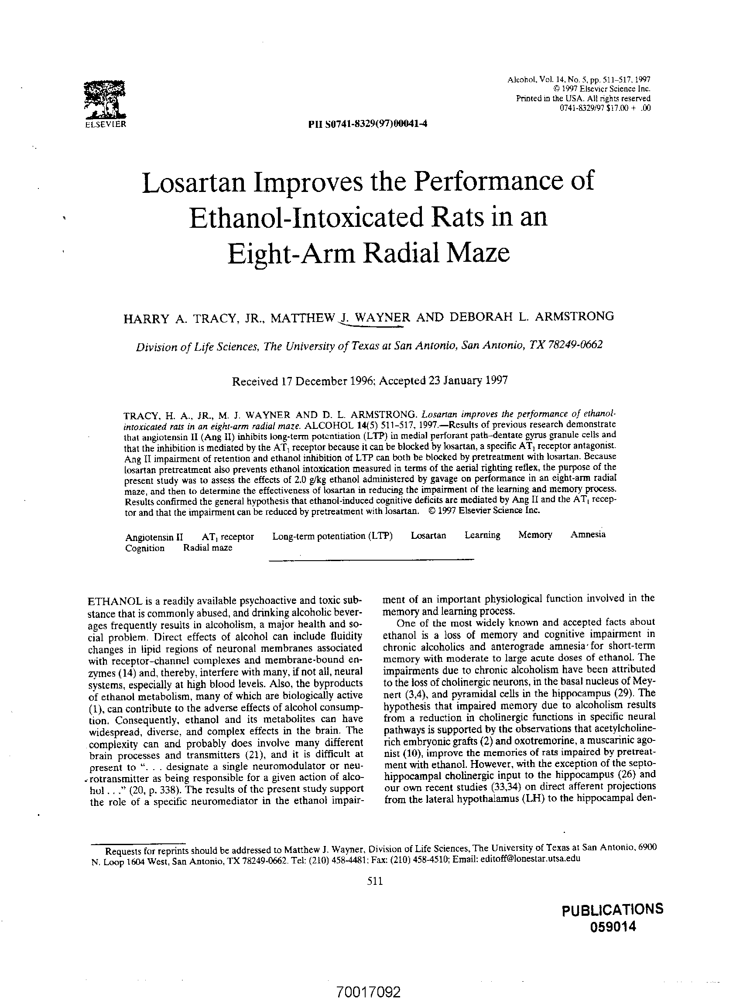 Alcohol, Vol. 14, No. 5, pp. 511–517, 1997
© 1997 Elsevier Science Inc.
Printed in the USA. All rights reserved
0741-8329/97 $17.00 + .00
ELSEVIER
PII S0741-8329(97)00041-4
Losartan Improves the Performance of
Ethanol-Intoxicated Rats in an
Eight-Arm Radial Maze
HARRY A. TRACY, JR., MATTHEW J. WAYNER AND DEBORAH L. ARMSTRONG
Division of Life Sciences, The University of Texas at San Antonio, San Antonio, TX 78249-0662
Received 17 December 1996; Accepted 23 January 1997
TRACY, H. A., JR., M. J. WAYNER AND D. L. ARMSTRONG. Losartan improves the performance of ethanol-
intoxicated rats in an eight-arm radial maze. ALCOHOL 14(5) 511–517, 1997.—Results of previous research demonstrate
that angiotensin II (Ang II) inhibits long-term potentiation (LTP) in medial perforant path–dentate gyrus granule cells and
that the inhibition is mediated by the AT₁ receptor because it can be blocked by losartan, a specific AT₁ receptor antagonist.
Ang II impairment of retention and ethanol inhibition of LTP can both be blocked by pretreatment with losartan. Because
losartan pretreatment also prevents ethanol intoxication measured in terms of the aerial righting reflex, the purpose of the
present study was to assess the effects of 2.0 g/kg ethanol administered by gavage on performance in an eight-arm radial
maze, and then to determine the effectiveness of losartan in reducing the impairment of the learning and memory process.
Results confirmed the general hypothesis that ethanol-induced cognitive deficits are mediated by Ang II and the AT₁ recep-
tor and that the impairment can be reduced by pretreatment with losartan. © 1997 Elsevier Science Inc.
Angiotensin II AT₁ receptor Long-term potentiation (LTP) Losartan Learning Memory Amnesia
Cognition Radial maze
ETHANOL is a readily available psychoactive and toxic sub-
stance that is commonly abused, and drinking alcoholic bever-
ages frequently results in alcoholism, a major health and so-
cial problem. Direct effects of alcohol can include fluidity
changes in lipid regions of neuronal membranes associated
with receptor–channel complexes and membrane-bound en-
zymes (14) and, thereby, interfere with many, if not all, neural
systems, especially at high blood levels. Also, the byproducts
of ethanol metabolism, many of which are biologically active
(1), can contribute to the adverse effects of alcohol consump-
tion. Consequently, ethanol and its metabolites can have
widespread, diverse, and complex effects in the brain. The
complexity can and probably does involve many different
brain processes and transmitters (21), and it is difficult at
present to “. . . designate a single neuromodulator or neu-
rotransmitter as being responsible for a given action of alco-
hol . . .” (20, p. 338). The results of the present study support
the role of a specific neuromediator in the ethanol impair-
ment of an important physiological function involved in the
memory and learning process.
One of the most widely known and accepted facts about
ethanol is a loss of memory and cognitive impairment in
chronic alcoholics and anterograde amnesia for short-term
memory with moderate to large acute doses of ethanol. The
impairments due to chronic alcoholism have been attributed
to the loss of cholinergic neurons, in the basal nucleus of Mey-
nert (3,4), and pyramidal cells in the hippocampus (29). The
hypothesis that impaired memory due to alcoholism results
from a reduction in cholinergic functions in specific neural
pathways is supported by the observations that acetylcholine-
rich embryonic grafts (2) and oxotremorine, a muscarinic ago-
nist (10), improve the memories of rats impaired by pretreat-
ment with ethanol. However, with the exception of the septo-
hippocampal cholinergic input to the hippocampus (26) and
our own recent studies (33,34) on direct afferent projections
from the lateral hypothalamus (LH) to the hippocampal den-
Requests for reprints should be addressed to Matthew J. Wayner, Division of Life Sciences, The University of Texas at San Antonio, 6900
N. Loop 1604 West, San Antonio, TX 78249-0662. Tel: (210) 458-4481; Fax: (210) 458-4510; Email: editoff@lonestar.utsa.edu
511
PUBLICATIONS
059014
70017092